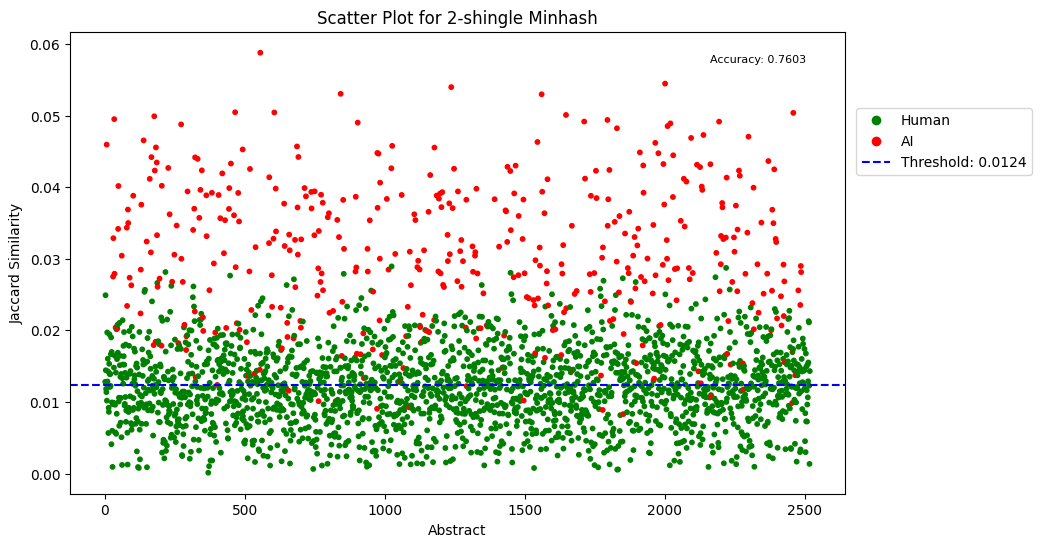 Scatter Plot for 2-shingle Minhash
Accuracy: 0.7603
Human
AI
Threshold: 0.0124
Jaccard Similarity
0.06
0.05
0.04
0.03
0.02
0.01
0.00
0
500
1000
1500
2000
2500
Abstract